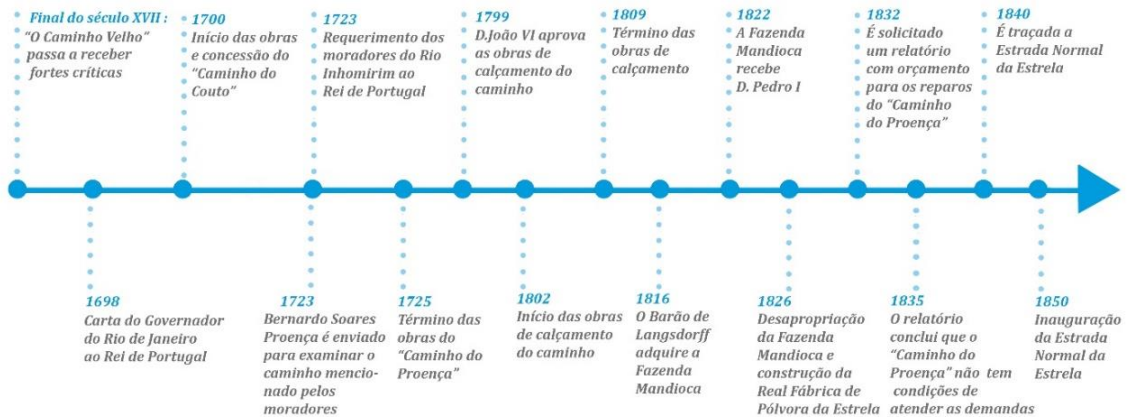 Final do século XVII :
"O Caminho Velho"
passa a receber
fortes críticas
1700
Início das obras
e concessão do
"Caminho do
Couto"
1723
Requerimento dos
moradores do Rio
Inhomirim ao
Rei de Portugal
1799
D.João VI aprova
as obras de
calçamento do
caminho
1809
Término das
obras de
calçamento
1822
A Fazenda
Mandioca
recebe
D. Pedro I
1832
É solicitado
um relatório
com orçamento
para os reparos
do "Caminho
do Proença"
1840
É traçada a
Estrada Normal
da Estrela
1698
Carta do Governador
do Rio de Janeiro
ao Rei de Portugal
1723
Bernardo Soares
Proença é enviado
para examinar o
caminho mencio-
nado pelos
moradores
1725
Término das
obras do
"Caminho do
Proença"
1802
Início das obras
de calçamento
do caminho
1816
O Barão de
Langsdorff
adquire a
Fazenda
Mandioca
1826
Desapropriação
da Fazenda
Mandioca e
construção da
Real Fábrica de
Pólvora da Estrela
1835
O relatório
conclui que o
"Caminho do
Proença" não tem
condições de
atender as demandas
1850
Inauguração
da Estrada
Normal da
Estrela